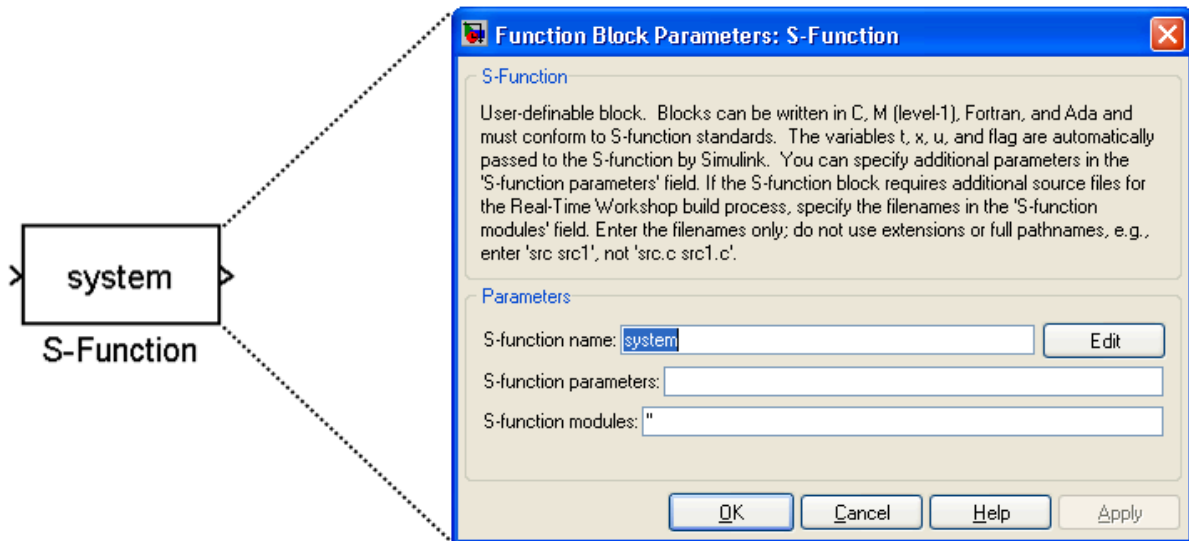 system
S-Function
Function Block Parameters: S-Function
S-Function
User-definable block.  Blocks can be written in C, M (level-1), Fortran, and Ada and
must conform to S-function standards.  The variables t, x, u, and flag are automatically
passed to the S-function by Simulink.  You can specify additional parameters in the
'S-function parameters' field. If the S-function block requires additional source files for
the Real-Time Workshop build process, specify the filenames in the 'S-function
modules' field. Enter the filenames only; do not use extensions or full pathnames, e.g.,
enter 'src src1', not 'src.c src1.c'.
Parameters
S-function name: system Edit
S-function parameters:
S-function modules: ''
OK Cancel Help Apply